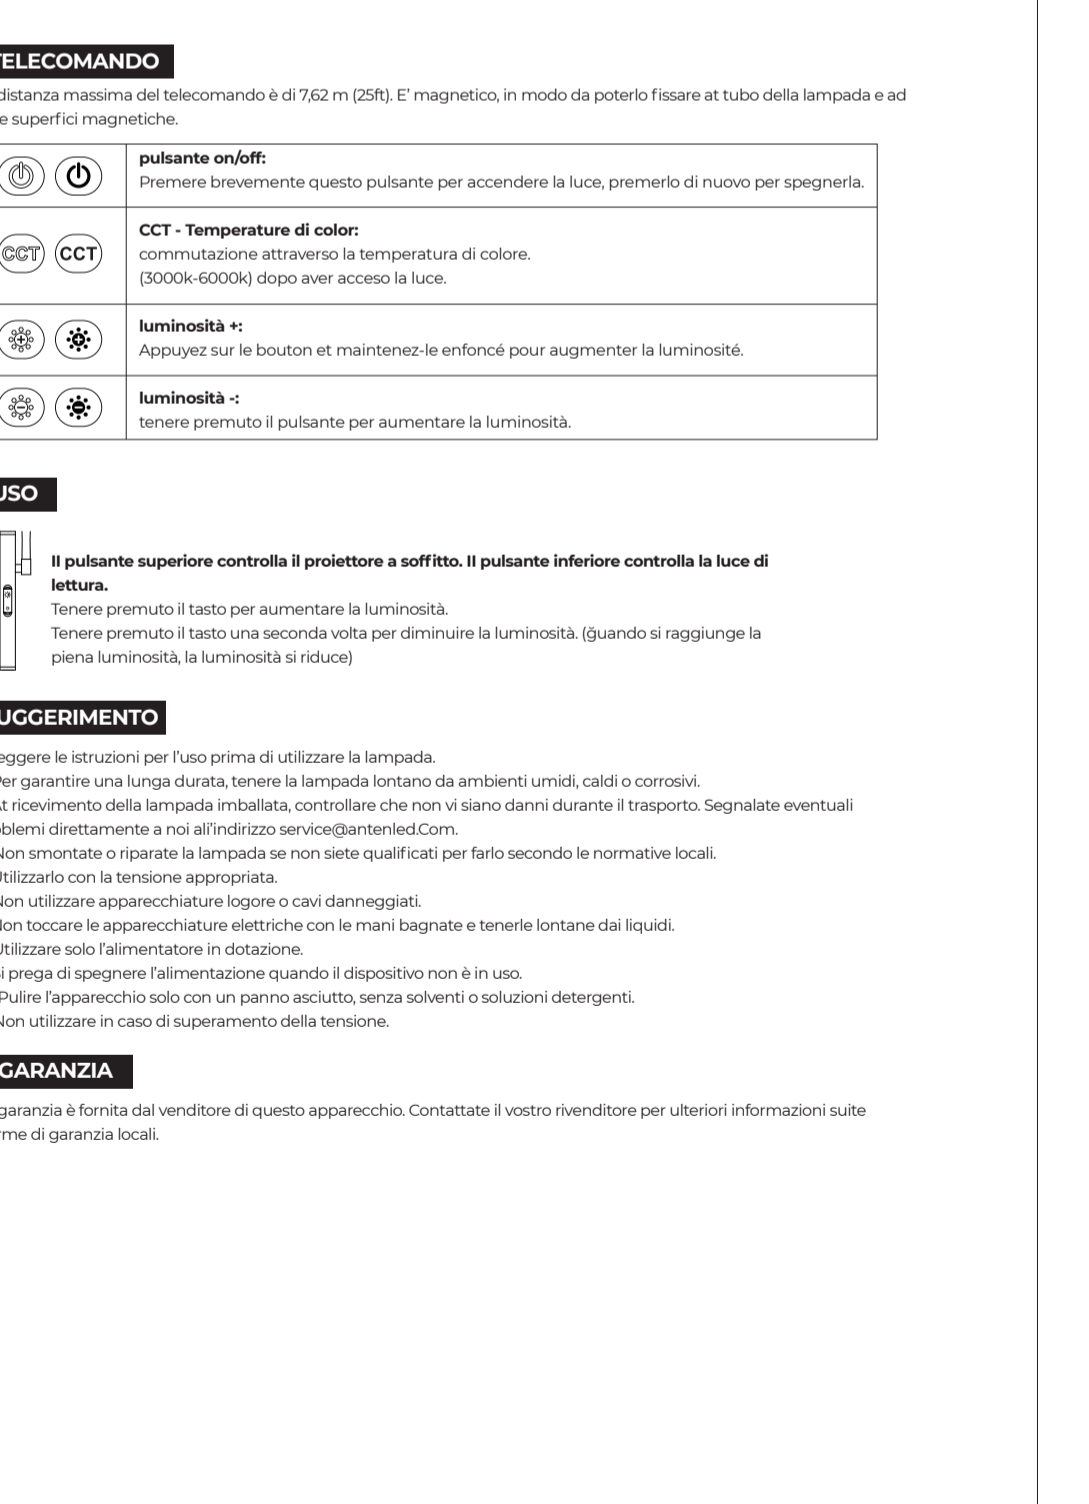 TELECOMANDO
distanza massima del telecomando è di 7,62 m (25ft). E’ magnetico, in modo da poterlo fissare at tubo della lampada e ad
e superfici magnetiche.
pulsante on/off:
Premere brevemente questo pulsante per accendere la luce, premerlo di nuovo per spegnerla.
CCT CCT
CCT - Temperature di color:
commutazione attraverso la temperatura di colore.
(3000k-6000k) dopo aver acceso la luce.
luminosità +:
Appuyez sur le bouton et maintenez-le enfoncé pour augmenter la luminosité.
luminosità -:
tenere premuto il pulsante per aumentare la luminosità.
USO
Il pulsante superiore controlla il proiettore a soffitto. Il pulsante inferiore controlla la luce di
lettura.
Tenere premuto il tasto per aumentare la luminosità.
Tenere premuto il tasto una seconda volta per diminuire la luminosità. (ğuando si raggiunge la
piena luminosità, la luminosità si riduce)
UGGERIMENTO
eggere le istruzioni per l’uso prima di utilizzare la lampada.
Per garantire una lunga durata, tenere la lampada lontano da ambienti umidi, caldi o corrosivi.
At ricevimento della lampada imballata, controllare che non vi siano danni durante il trasporto. Segnalate eventuali
blemi direttamente a noi ali’indirizzo service@antenled.Com.
Non smontate o riparate la lampada se non siete qualificati per farlo secondo le normative locali.
Utilizzarlo con la tensione appropriata.
Non utilizzare apparecchiature logore o cavi danneggiati.
Non toccare le apparecchiature elettriche con le mani bagnate e tenerle lontane dai liquidi.
Utilizzare solo l’alimentatore in dotazione.
Si prega di spegnere l’alimentazione quando il dispositivo non è in uso.
Pulire l’apparecchio solo con un panno asciutto, senza solventi o soluzioni detergenti.
Non utilizzare in caso di superamento della tensione.
GARANZIA
garanzia è fornita dal venditore di questo apparecchio. Contattate il vostro rivenditore per ulteriori informazioni suite
rme di garanzia locali.